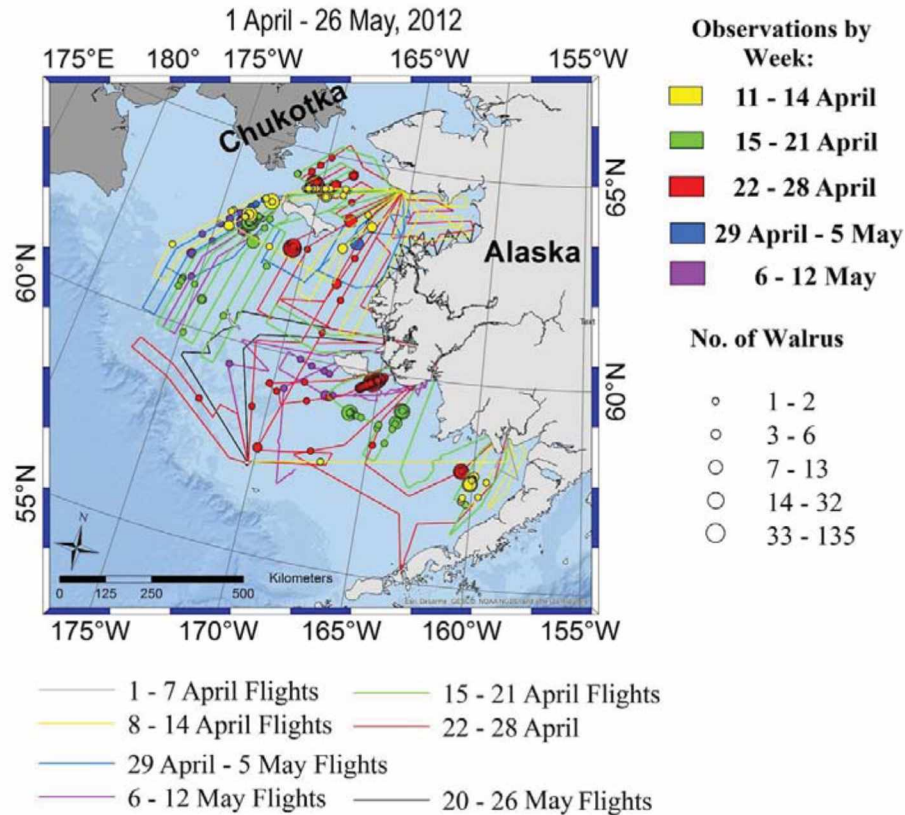 1 April - 26 May, 2012
175°E 180° 175°W 165°W 155°W
Chukotka
Alaska
65°N
60°N
60°N
55°N
Text
N
0 125 250 500 Kilometers
175°W 170°W 165°W 160°W 155°W
Observations by
Week:
11 - 14 April
15 - 21 April
22 - 28 April
29 April - 5 May
6 - 12 May
No. of Walrus
1 - 2
3 - 6
7 - 13
14 - 32
33 - 135
1 - 7 April Flights
15 - 21 April Flights
8 - 14 April Flights
22 - 28 April
29 April - 5 May Flights
6 - 12 May Flights
20 - 26 May Flights